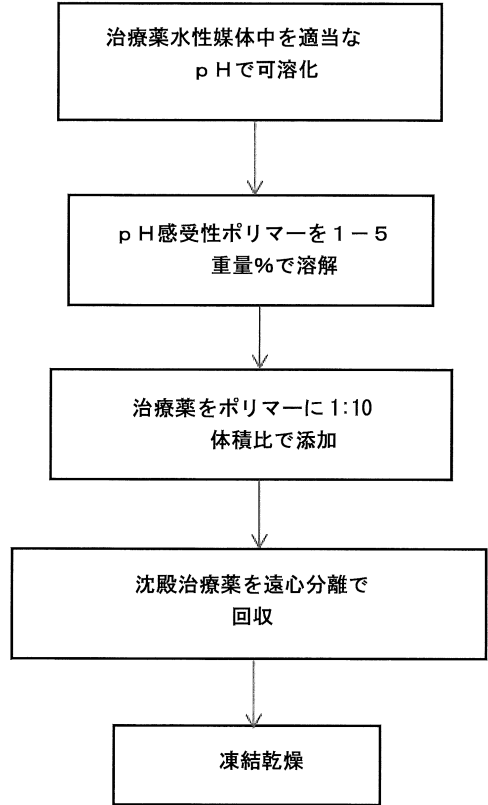 治療薬水性媒体中を適当な
ｐＨで可溶化
ｐＨ感受性ポリマーを１－５
重量％で溶解
治療薬をポリマーに 1:10
体積比で添加
沈殿治療薬を遠心分離で
回収
凍結乾燥